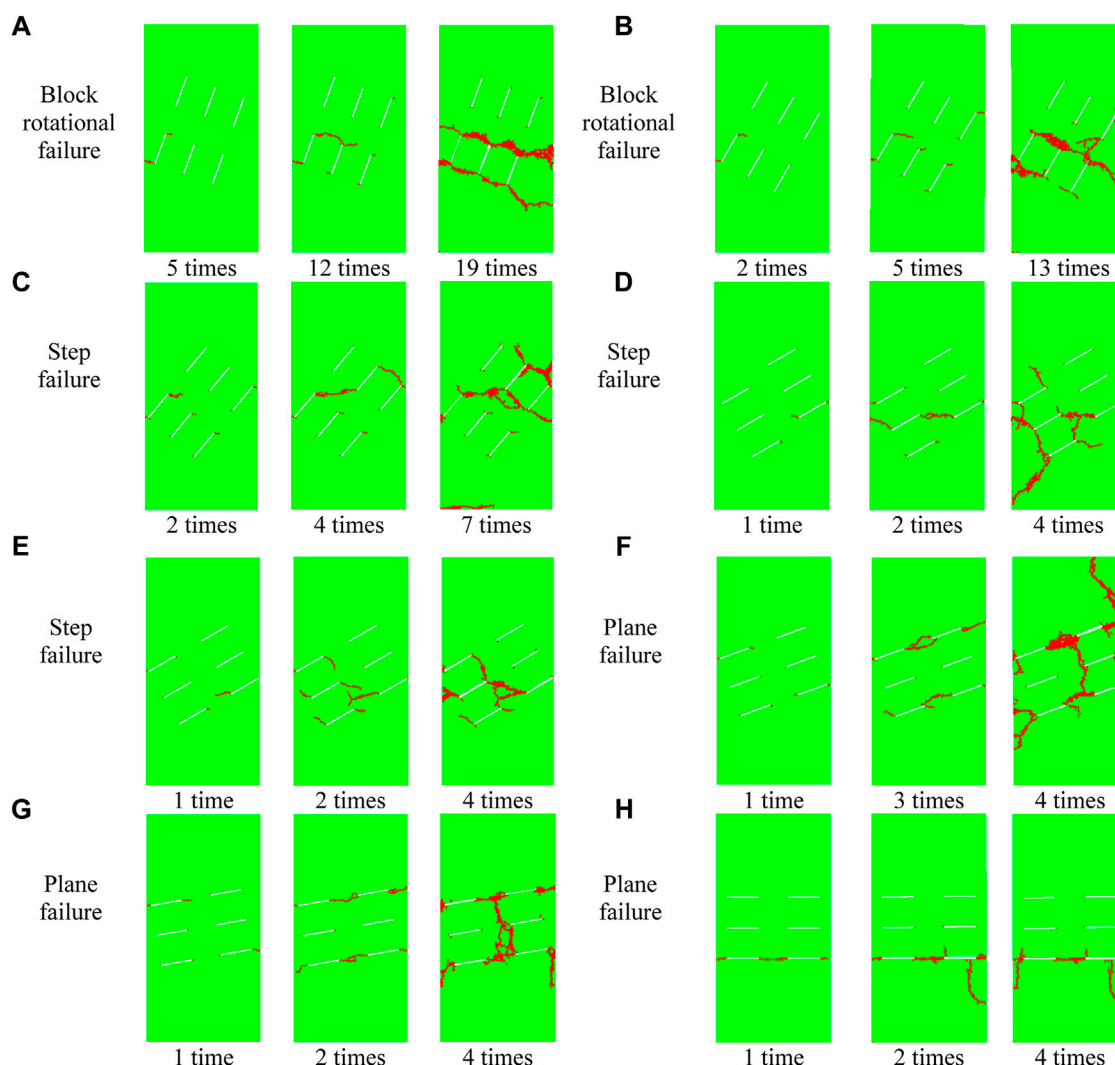 A
Block
rotational
failure
5 times
12 times
19 times
B
Block
rotational
failure
2 times
5 times
13 times
C
Step
failure
2 times
4 times
7 times
D
Step
failure
1 time
2 times
4 times
E
Step
failure
1 time
2 times
4 times
F
Plane
failure
1 time
3 times
4 times
G
Plane
failure
1 time
2 times
4 times
H
Plane
failure
1 time
2 times
4 times